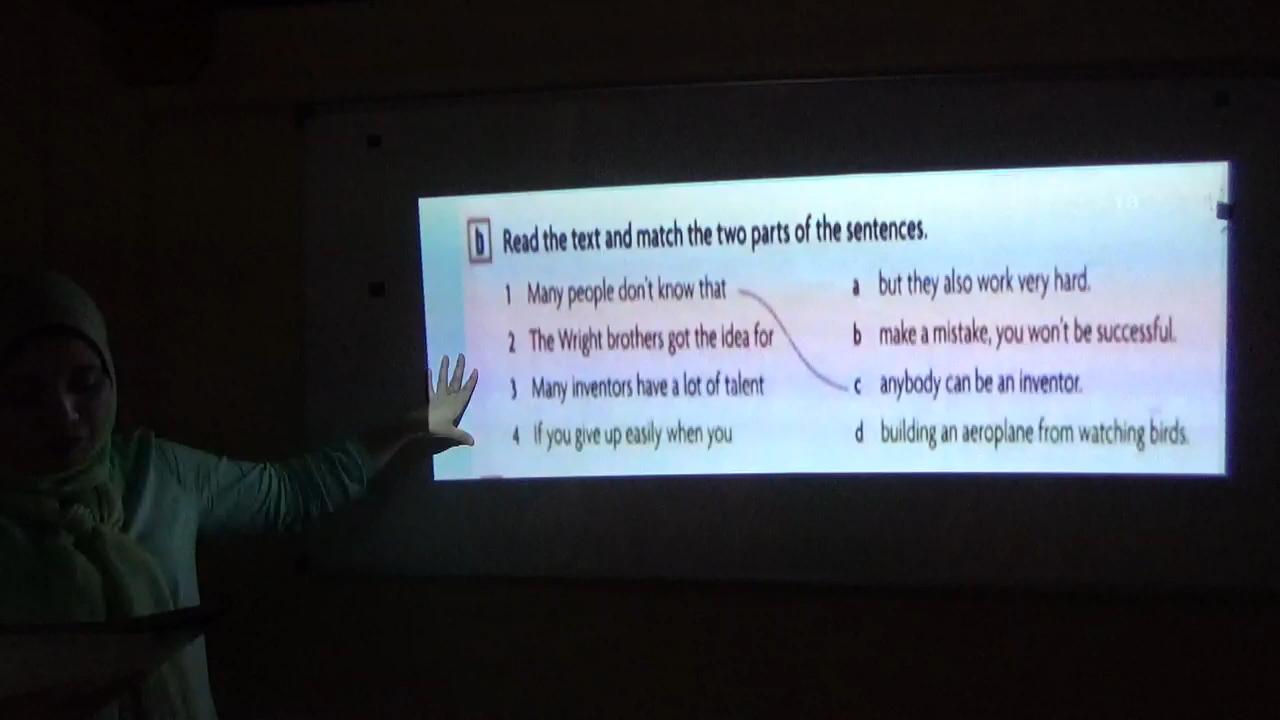 b Read the text and match the two parts of the sentences.
1 Many people don't know that
2 The Wright brothers got the idea for
3 Many inventors have a lot of talent
4 If you give up easily when you
a but they also work very hard.
b make a mistake, you won't be successful.
c anybody can be an inventor.
d building an aeroplane from watching birds.